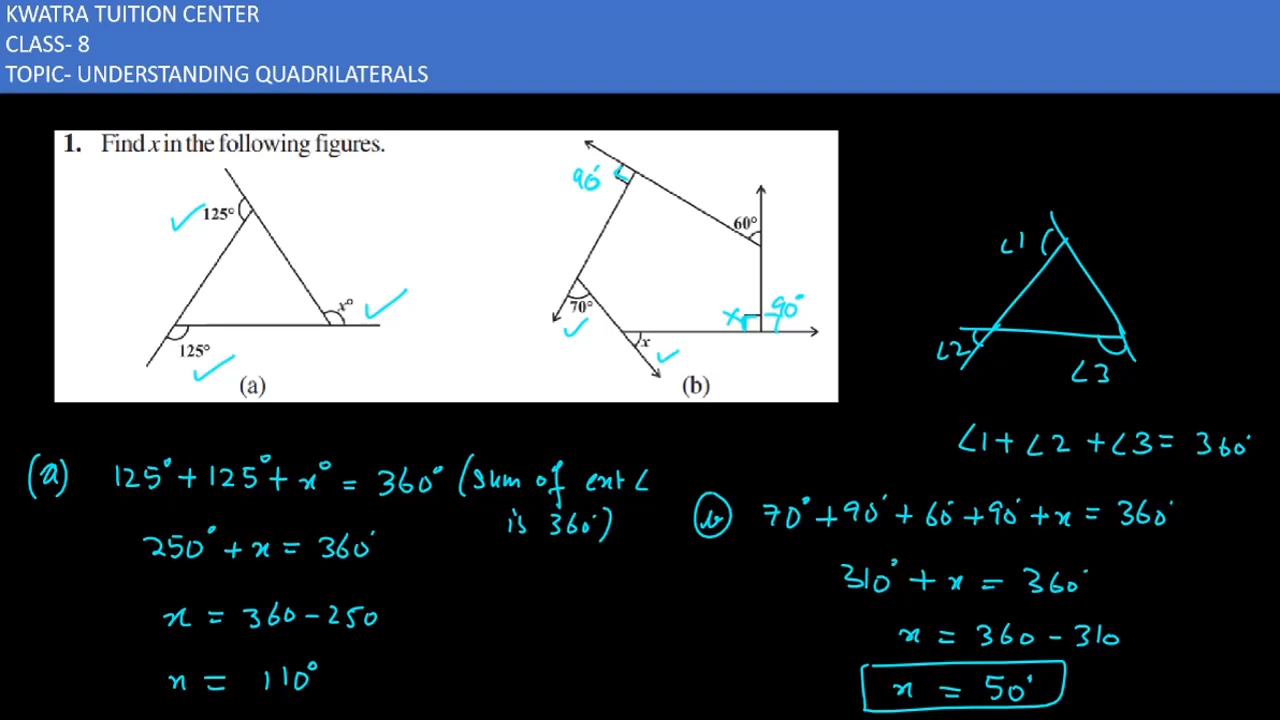 KWATRA TUITION CENTER
CLASS- 8
TOPIC- UNDERSTANDING QUADRILATERALS
1. Find x in the following figures.
125°
x°
125°
(a)
90°
60°
70°
x 90°
x
(b)
∠1
∠2
∠3
∠1 + ∠2 + ∠3 = 360°
(a) 125° + 125° + x° = 360° (sum of ext ∠
is 360°)
250° + x = 360°
x = 360 - 250
x = 110°
(b) 70° + 90° + 60° + 90° + x = 360°
310° + x = 360°
x = 360 - 310
x = 50°